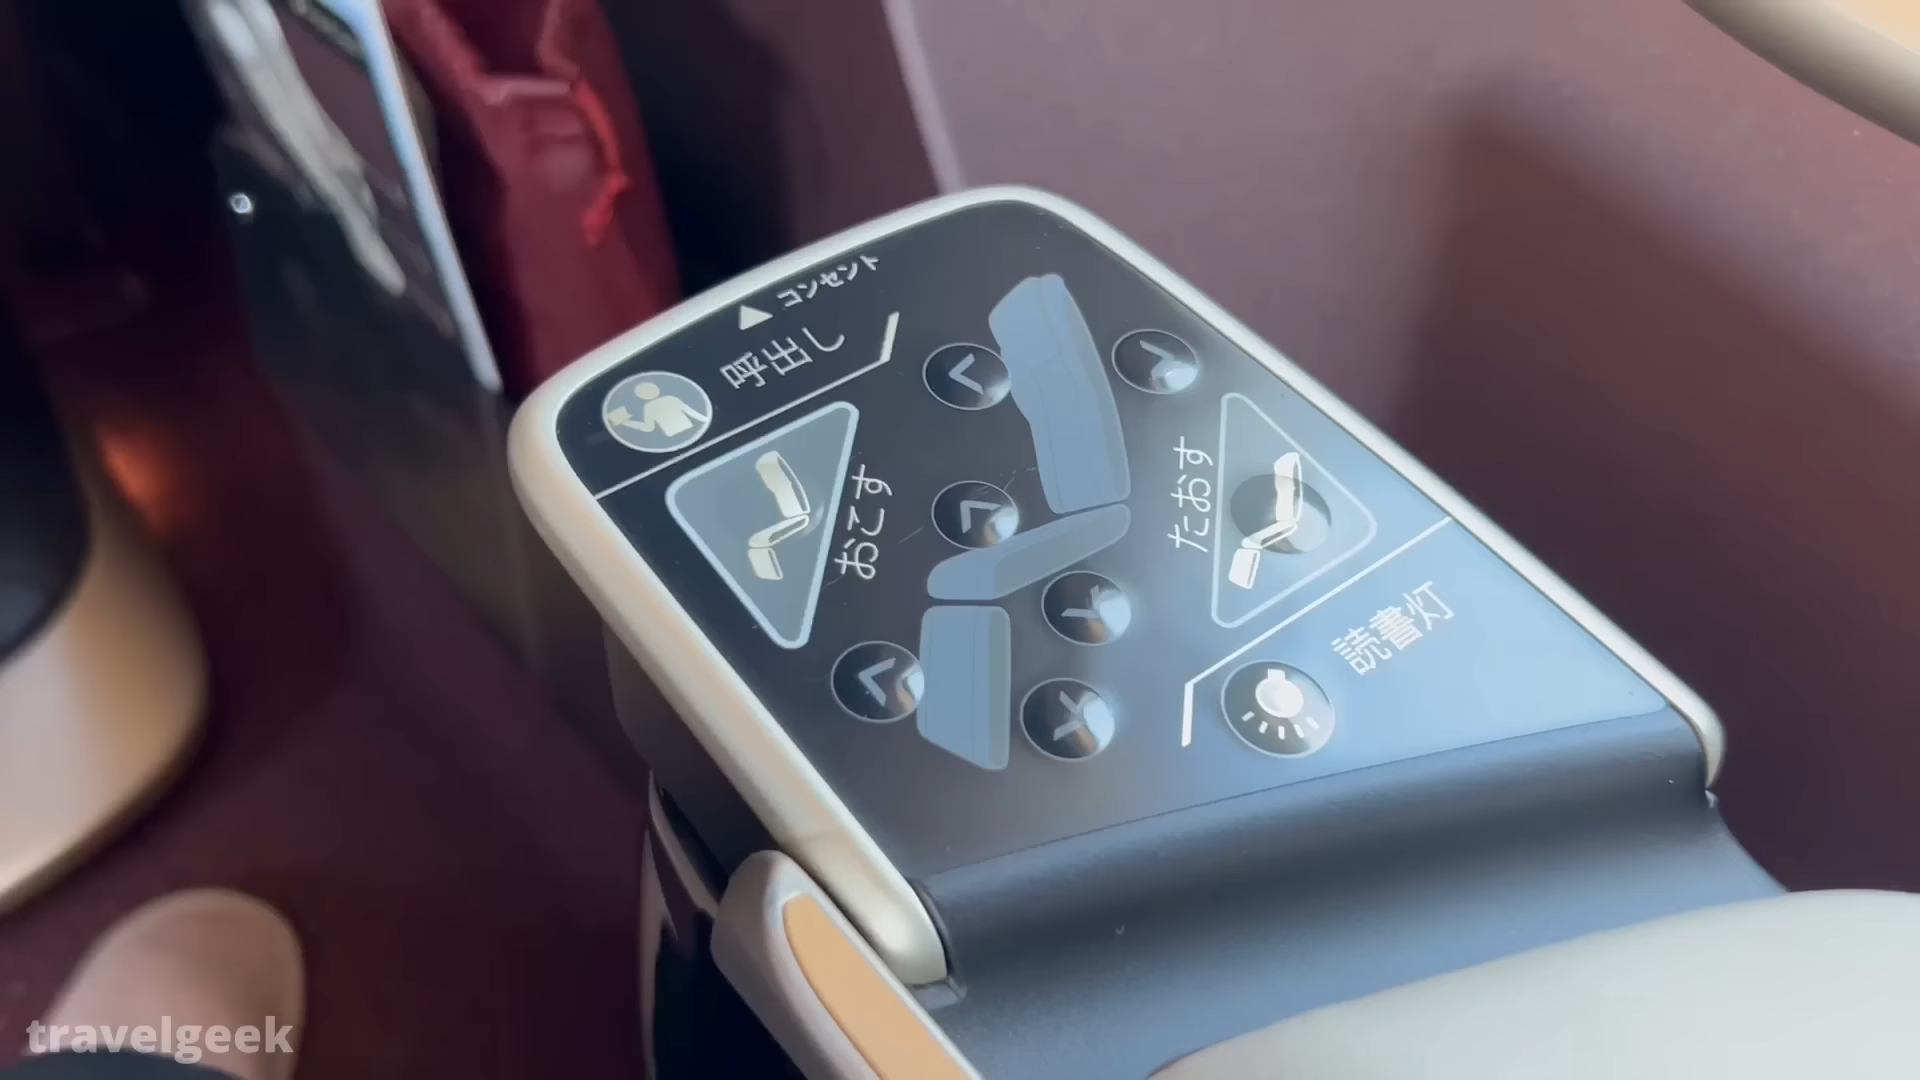 ▲ コンセント
呼出し
おこす
たおす
読書灯
travelgeek